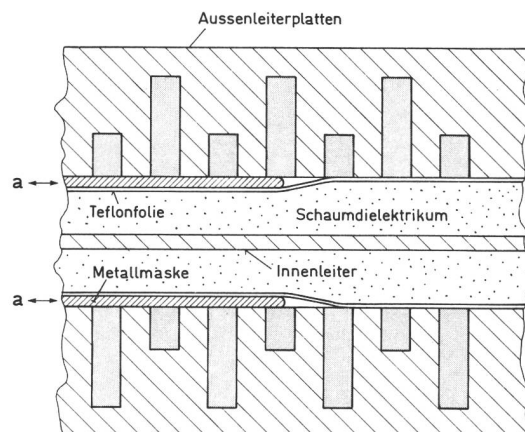 Aussenleiterplatten
a
Teflonfolie
Schaumdielektrikum
Metallmaske
Innenleiter
a